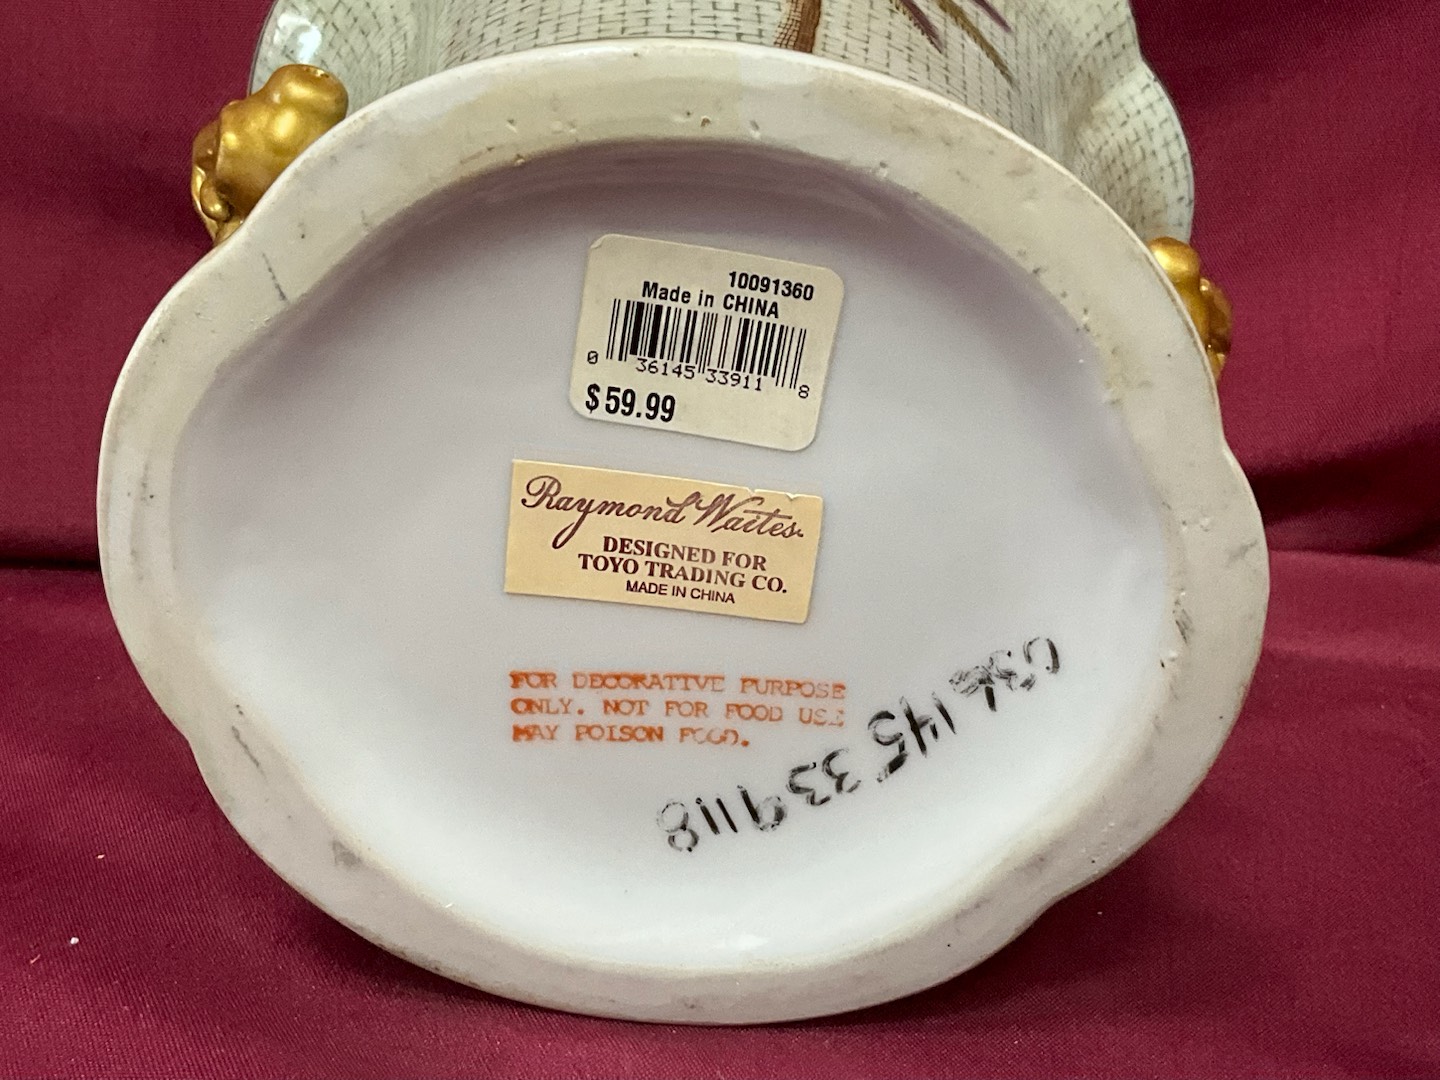 10091360
Made in CHINA
0 36145 33911 8
$59.99
Raymond Waites
DESIGNED FOR
TOYO TRADING CO.
MADE IN CHINA
FOR DECORATIVE PURPOSE
ONLY. NOT FOR FOOD USE
MAY POISON FOOD.
036145339118